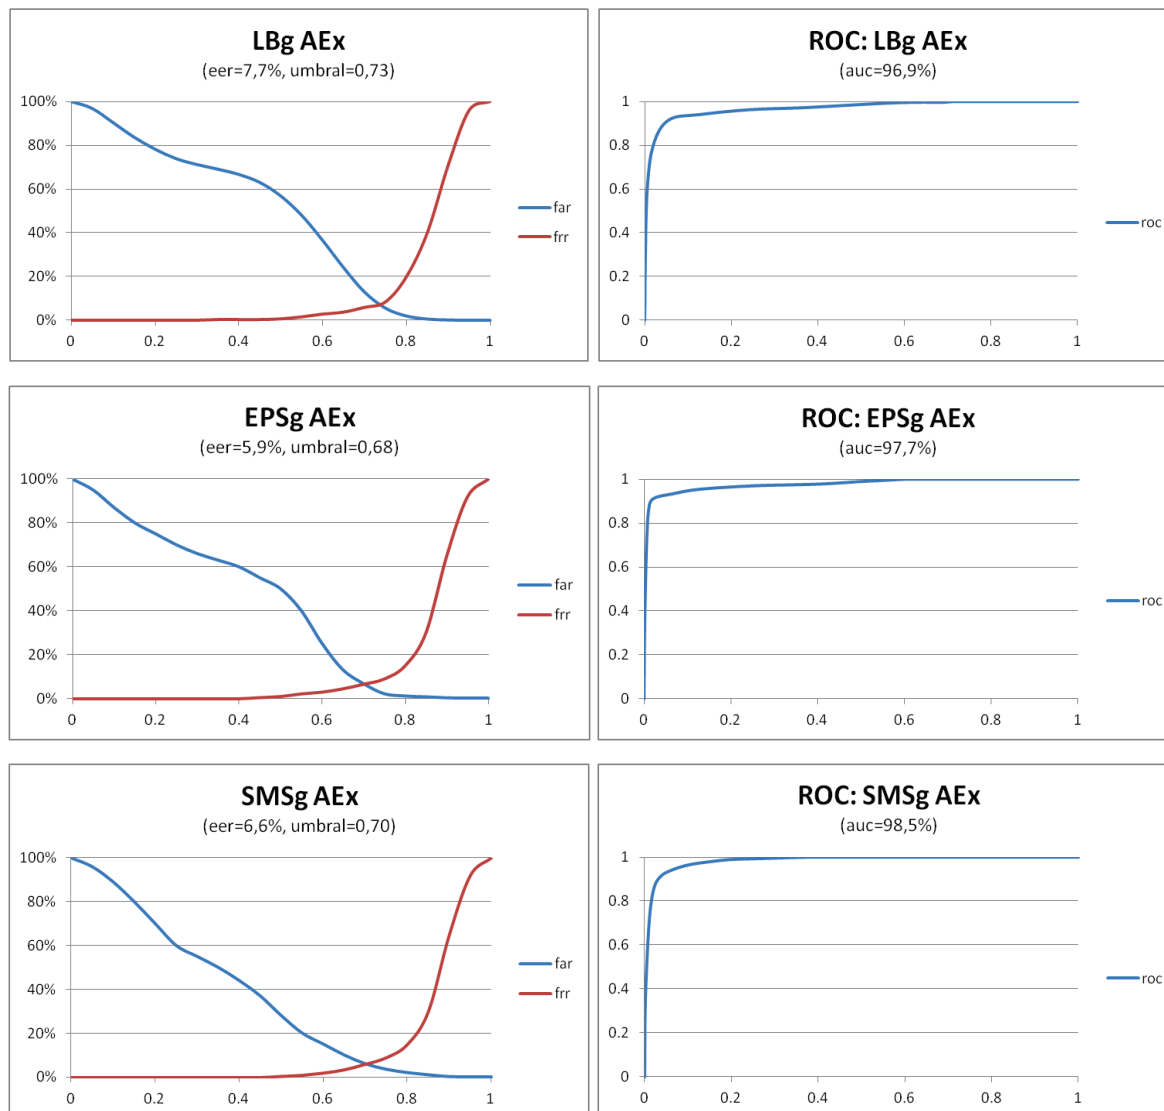 LBg AEx
(eer=7,7%, umbral=0,73)
100%
80%
60%
40%
20%
0%
0 0.2 0.4 0.6 0.8 1
far
frr
ROC: LBg AEx
(auc=96,9%)
1
0.8
0.6
0.4
0.2
0
0 0.2 0.4 0.6 0.8 1
roc
EPSg AEx
(eer=5,9%, umbral=0,68)
100%
80%
60%
40%
20%
0%
0 0.2 0.4 0.6 0.8 1
far
frr
ROC: EPSg AEx
(auc=97,7%)
1
0.8
0.6
0.4
0.2
0
0 0.2 0.4 0.6 0.8 1
roc
SMSg AEx
(eer=6,6%, umbral=0,70)
100%
80%
60%
40%
20%
0%
0 0.2 0.4 0.6 0.8 1
far
frr
ROC: SMSg AEx
(auc=98,5%)
1
0.8
0.6
0.4
0.2
0
0 0.2 0.4 0.6 0.8 1
roc